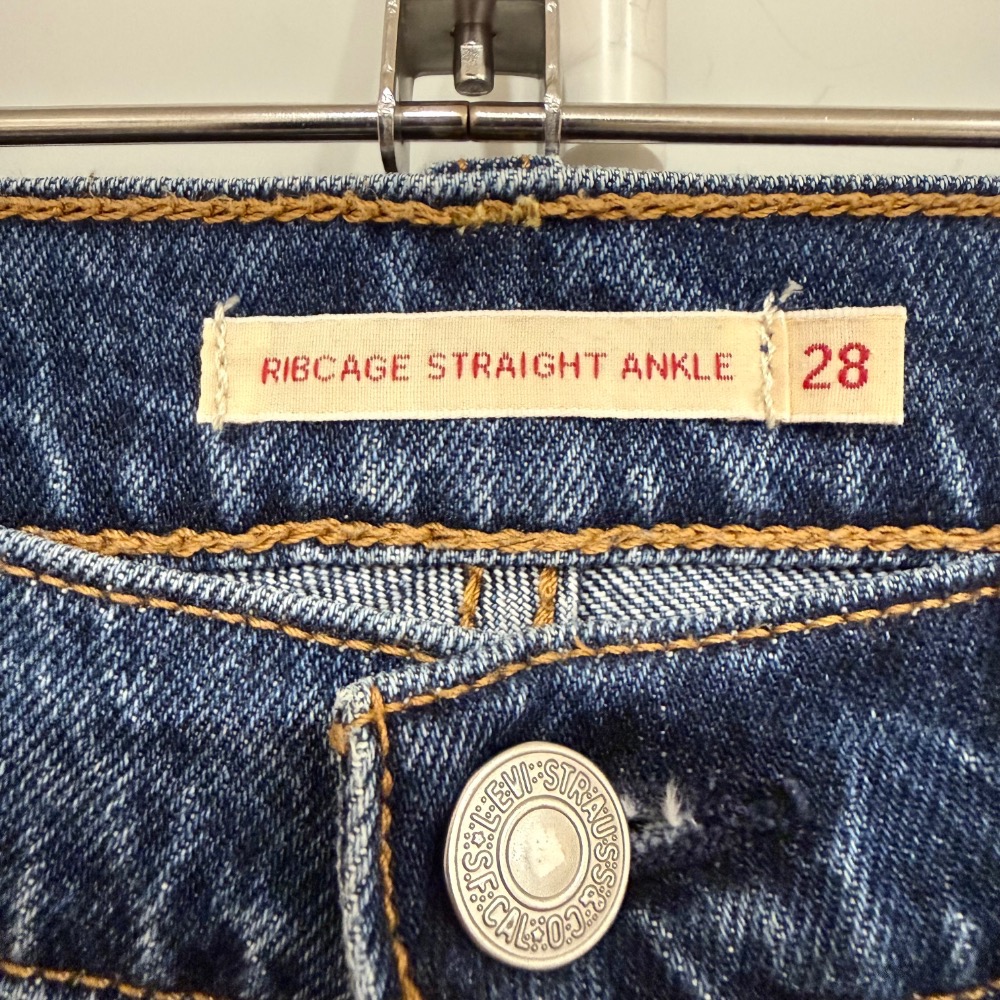 RIBCAGE STRAIGHT ANKLE 28
LEVI STRAUSS & CO. S.F. CAL